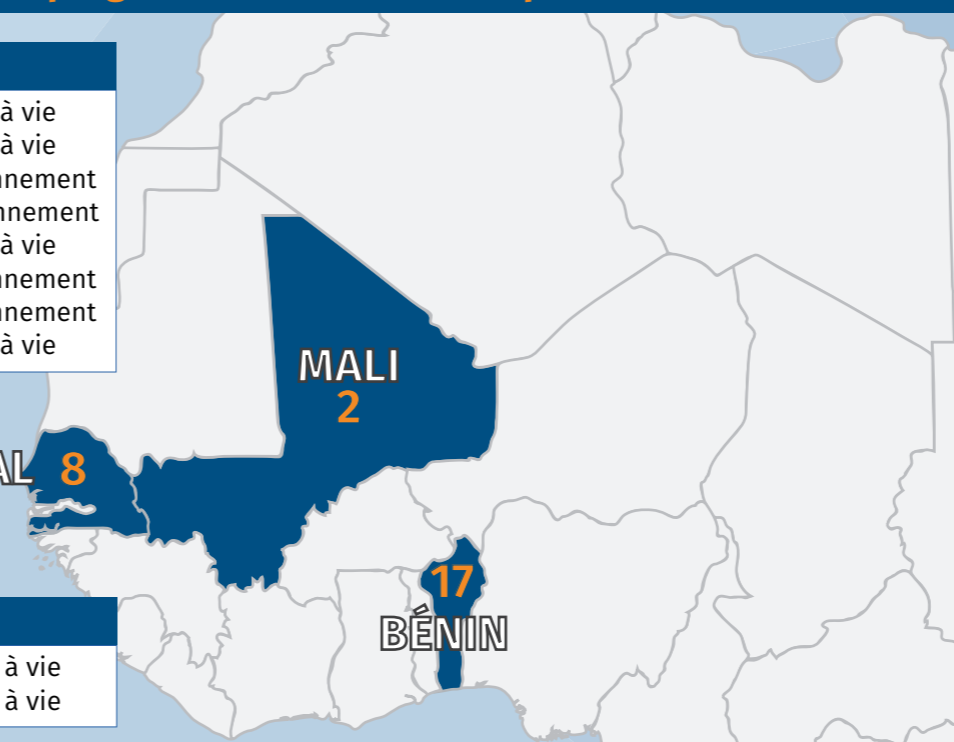 à vie
à vie
nnement
nnement
à vie
nnement
nnement
à vie
MALI
2
AL 8
17
BÉNIN
à vie
à vie